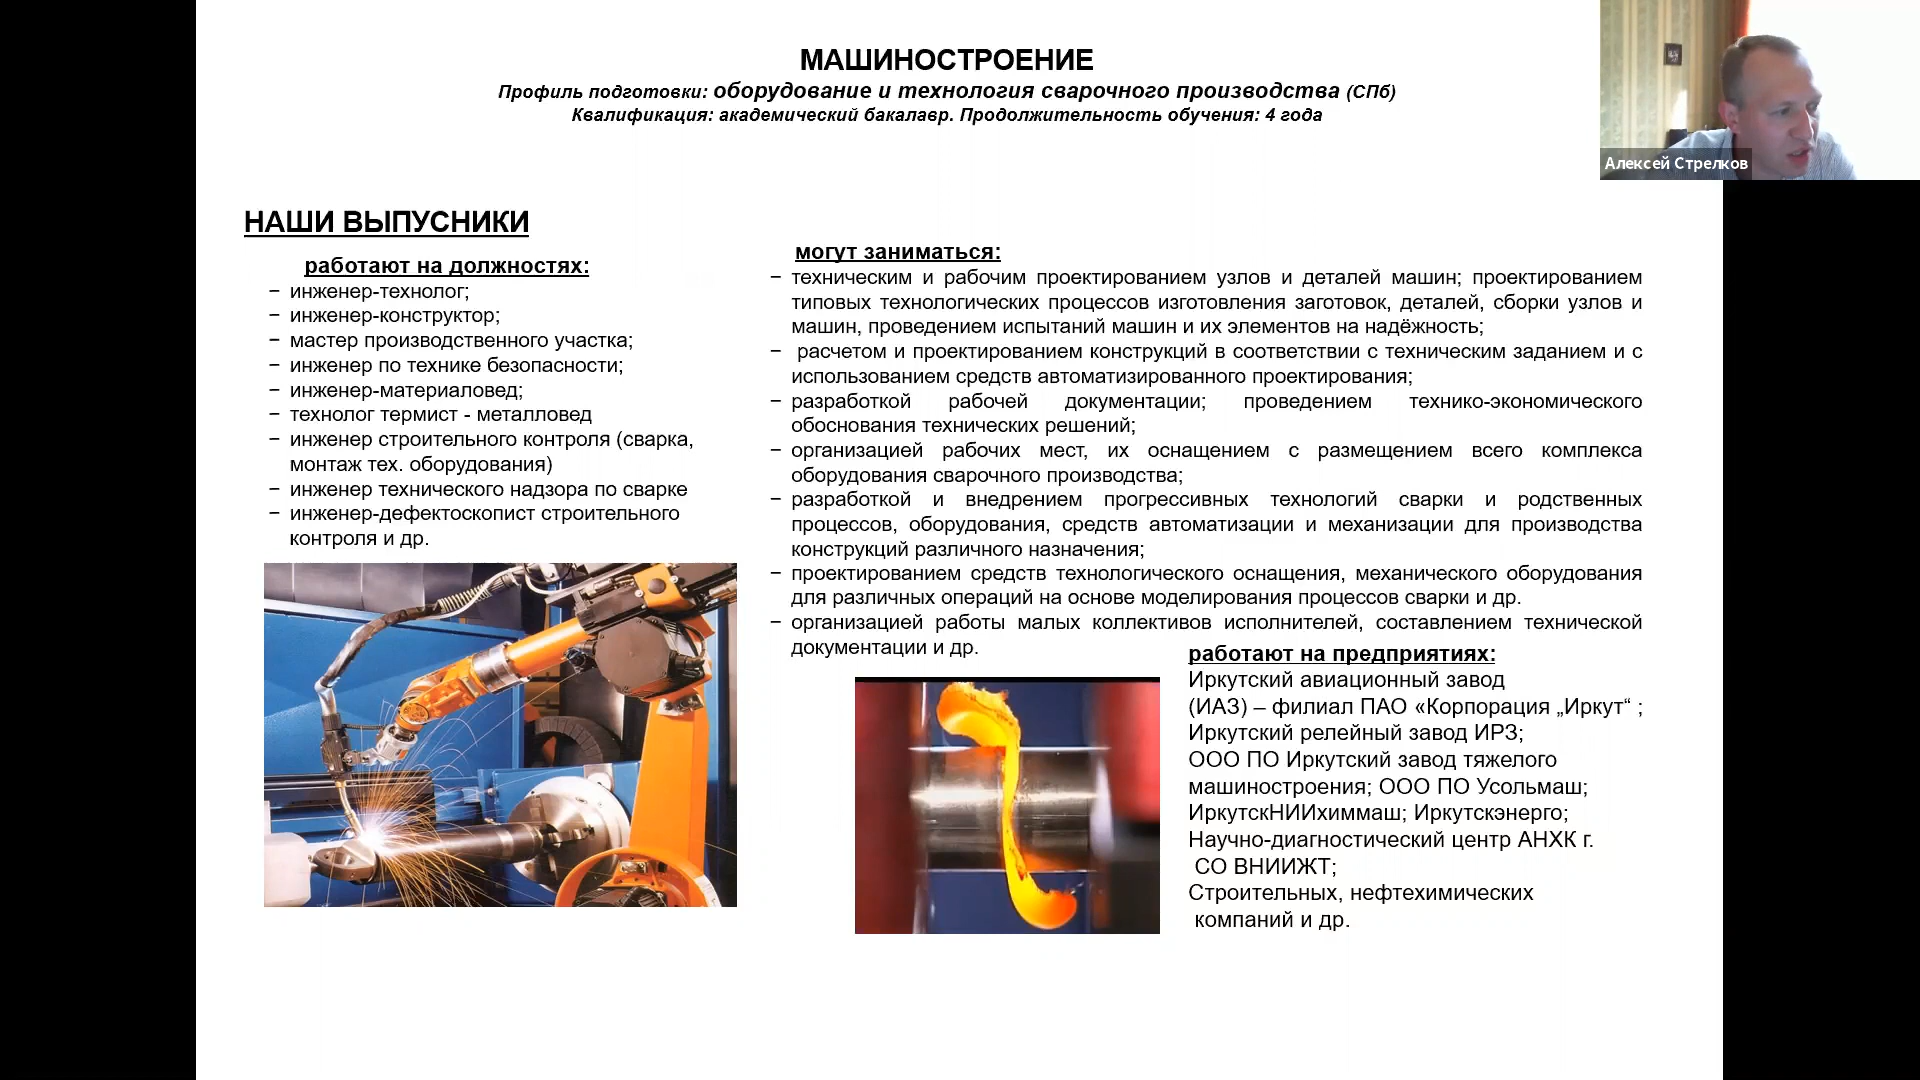 МАШИНОСТРОЕНИЕ
Профиль подготовки: оборудование и технология сварочного производства (СПб)
Квалификация: академический бакалавр. Продолжительность обучения: 4 года
Алексей Стрелков
НАШИ ВЫПУСНИКИ
работают на должностях:
− инженер-технолог;
− инженер-конструктор;
− мастер производственного участка;
− инженер по технике безопасности;
− инженер-материаловед;
− технолог термист - металловед
− инженер строительного контроля (сварка,
монтаж тех. оборудования)
− инженер технического надзора по сварке
− инженер-дефектоскопист строительного
контроля и др.
могут заниматься:
− техническим и рабочим проектированием узлов и деталей машин; проектированием
типовых технологических процессов изготовления заготовок, деталей, сборки узлов и
машин, проведением испытаний машин и их элементов на надёжность;
− расчетом и проектированием конструкций в соответствии с техническим заданием и с
использованием средств автоматизированного проектирования;
− разработкой рабочей документации; проведением технико-экономического
обоснования технических решений;
− организацией рабочих мест, их оснащением с размещением всего комплекса
оборудования сварочного производства;
− разработкой и внедрением прогрессивных технологий сварки и родственных
процессов, оборудования, средств автоматизации и механизации для производства
конструкций различного назначения;
− проектированием средств технологического оснащения, механического оборудования
для различных операций на основе моделирования процессов сварки и др.
− организацией работы малых коллективов исполнителей, составлением технической
документации и др.
работают на предприятиях:
Иркутский авиационный завод
(ИАЗ) – филиал ПАО «Корпорация „Иркут“ ;
Иркутский релейный завод ИРЗ;
ООО ПО Иркутский завод тяжелого
машиностроения; ООО ПО Усольмаш;
ИркутскНИИхиммаш; Иркутскэнерго;
Научно-диагностический центр АНХК г.
СО ВНИИЖТ;
Строительных, нефтехимических
компаний и др.